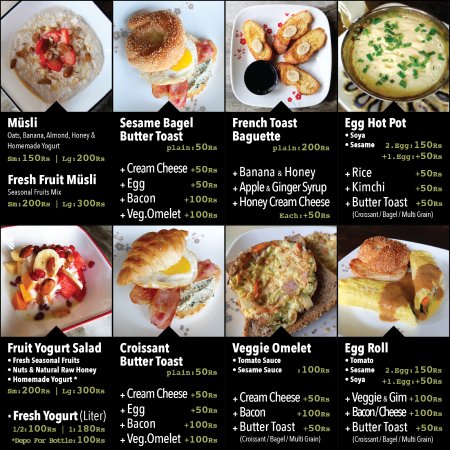 Müsli
Oats, Banana, Almond, Honey &
Homemade Yogurt
Sm:150Rs | Lg:200Rs
Fresh Fruit Müsli
Seasonal Fruits Mix
Sm:200Rs | Lg:300Rs
Sesame Bagel
Butter Toast
plain:50Rs
+ Cream Cheese +50Rs
+ Egg +50Rs
+ Bacon +100Rs
+ Veg.Omelet +100Rs
French Toast
Baguette
plain:200Rs
+ Banana & Honey
+ Apple & Ginger Syrup
+ Honey Cream Cheese
Each:+50Rs
Egg Hot Pot
• Soya
• Sesame 2.Egg:150Rs
+1.Egg:+50Rs
+ Rice +50Rs
+ Kimchi +50Rs
+ Butter Toast +50Rs
(Croissant / Bagel / Multi Grain)
Fruit Yogurt Salad
• Fresh Seasonal Fruits
• Nuts & Natural Raw Honey
• Homemade Yogurt *
Sm:200Rs | Lg:300Rs
* Fresh Yogurt (Liter)
1/2:100Rs | 1:180Rs
*Depo For Bottle:100Rs
Croissant
Butter Toast
plain:50Rs
+ Cream Cheese +50Rs
+ Egg +50Rs
+ Bacon +100Rs
+ Veg.Omelet +100Rs
Veggie Omelet
• Tomato Sauce
• Sesame Sauce :100Rs
+ Cream Cheese +50Rs
+ Bacon +100Rs
+ Butter Toast +50Rs
(Croissant / Bagel / Multi Grain)
Egg Roll
• Tomato
• Sesame 2.Egg:150Rs
• Soya +1.Egg:+50Rs
+ Veggie & Gim +100Rs
+ Bacon/Cheese +100Rs
+ Butter Toast +50Rs
(Croissant / Bagel / Multi Grain)